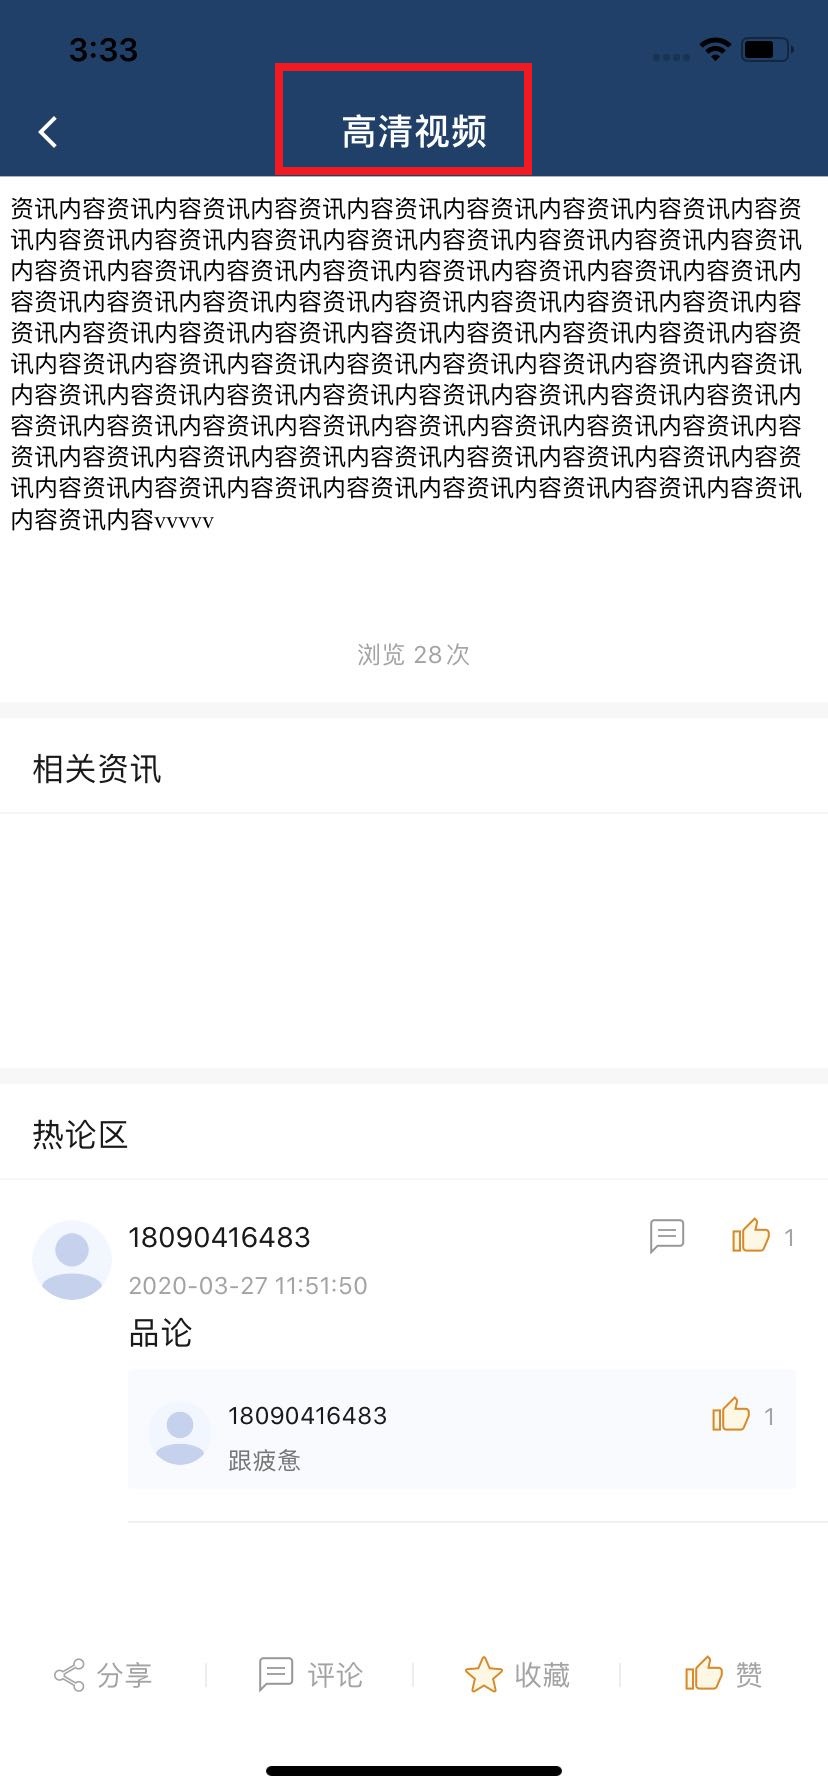 3:33
高清视频
资讯内容资讯内容资讯内容资讯内容资讯内容资讯内容资讯内容资讯内容资
讯内容资讯内容资讯内容资讯内容资讯内容资讯内容资讯内容资讯内容资讯
内容资讯内容资讯内容资讯内容资讯内容资讯内容资讯内容资讯内容资讯内
容资讯内容资讯内容资讯内容资讯内容资讯内容资讯内容资讯内容资讯内容
资讯内容资讯内容资讯内容资讯内容资讯内容资讯内容资讯内容资讯内容资
讯内容资讯内容资讯内容资讯内容资讯内容资讯内容资讯内容资讯内容资讯
内容资讯内容资讯内容资讯内容资讯内容资讯内容资讯内容资讯内容资讯内
容资讯内容资讯内容资讯内容资讯内容资讯内容资讯内容资讯内容资讯内容
资讯内容资讯内容资讯内容资讯内容资讯内容资讯内容资讯内容资讯内容资
讯内容资讯内容资讯内容资讯内容资讯内容资讯内容资讯内容资讯内容资讯
内容资讯内容vvvvv
浏览 28次
相关资讯
热论区
18090416483 1
2020-03-27 11:51:50
品论
18090416483 1
跟疲惫
分享 评论 收藏 赞